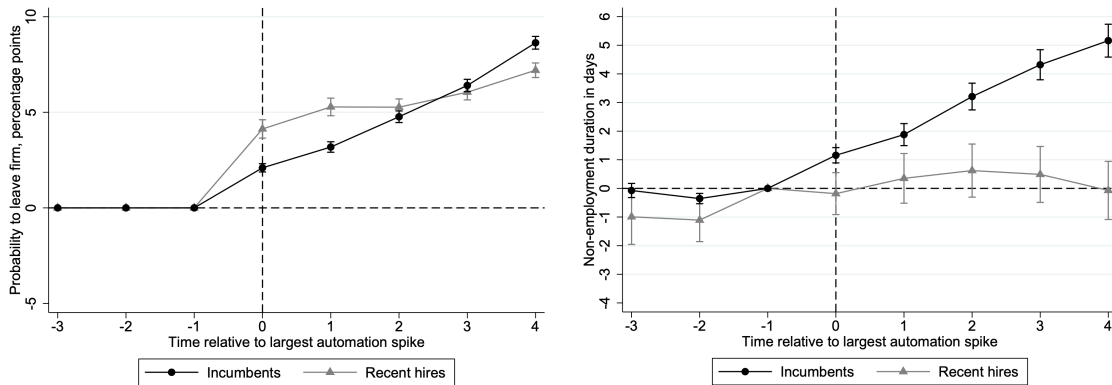 Probability to leave firm, percentage points
10
5
0
-5
-3 -2 -1 0 1 2 3 4
Time relative to largest automation spike
Incumbents Recent hires
Non-employment duration in days
6
5
4
3
2
1
0
-1
-2
-3
-4
-3 -2 -1 0 1 2 3 4
Time relative to largest automation spike
Incumbents Recent hires